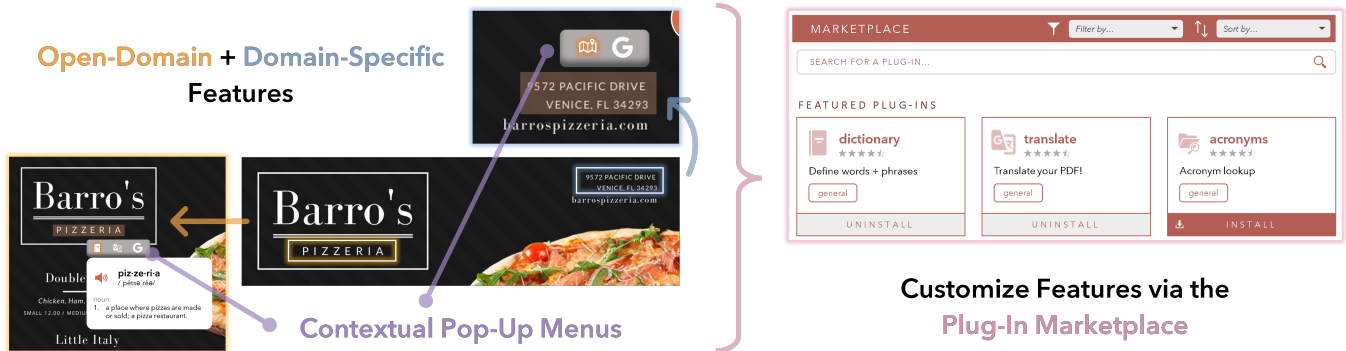 Open-Domain + Domain-Specific
Features
9572 PACIFIC DRIVE
VENICE, FL 34293
barrospizzeria.com
Barro's
PIZZERIA
piz·ze·ri·a
noun
1. a place where pizzas are made
or sold; a pizza restaurant.
Double
Chicken, Ham,
SMALL 12.00 / MEDIU
Little Italy
Barro's
PIZZERIA
9572 PACIFIC DRIVE
VENICE, FL 34293
barrospizzeria.com
Contextual Pop-Up Menus
MARKETPLACE
Filter by...
Sort by...
SEARCH FOR A PLUG-IN...
FEATURED PLUG-INS
dictionary
Define words + phrases
general
UNINSTALL
translate
Translate your PDF!
general
UNINSTALL
acronyms
Acronym lookup
general
INSTALL
Customize Features via the
Plug-In Marketplace